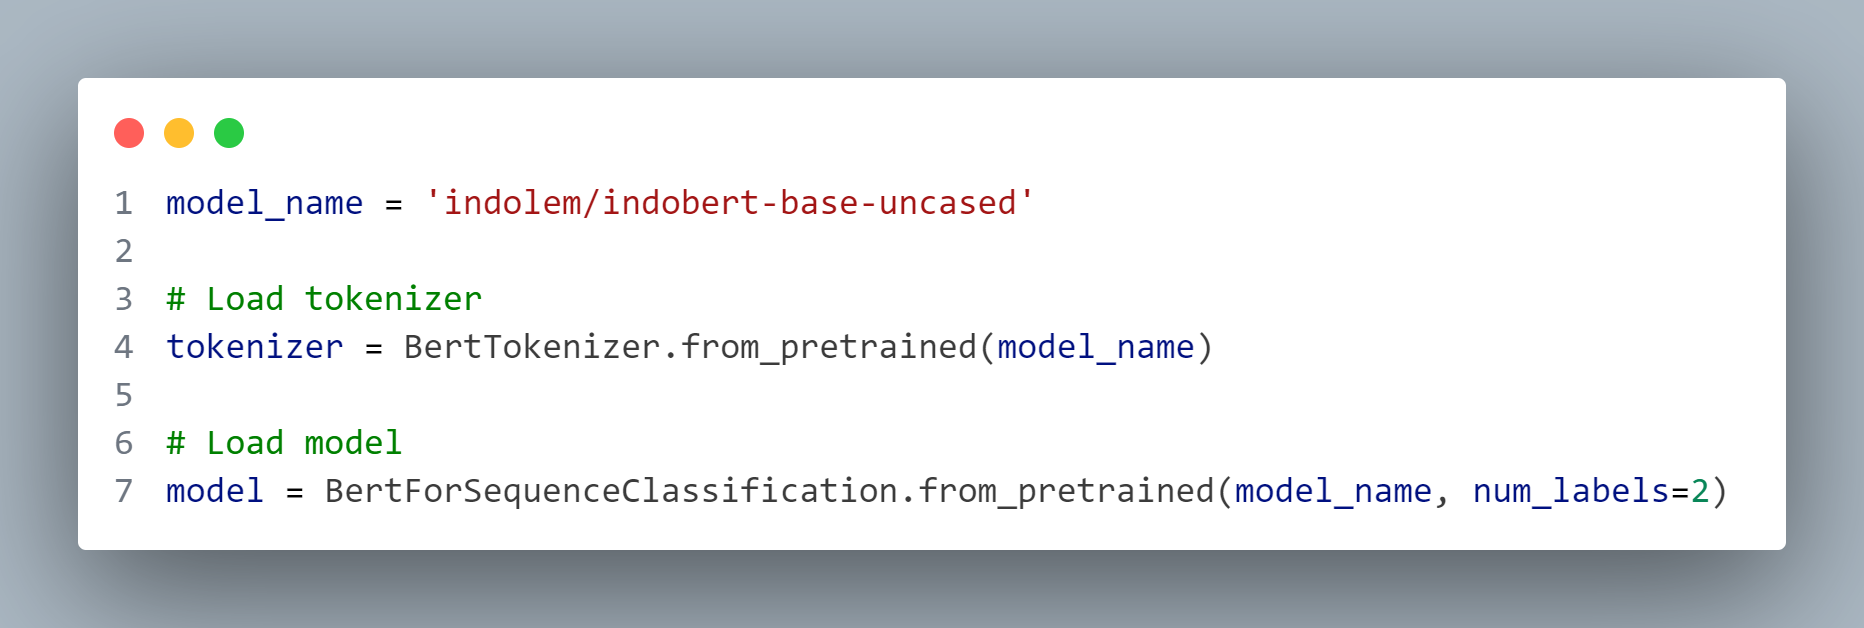 1 model_name = 'indolem/indobert-base-uncased'
2
3 # Load tokenizer
4 tokenizer = BertTokenizer.from_pretrained(model_name)
5
6 # Load model
7 model = BertForSequenceClassification.from_pretrained(model_name, num_labels=2)